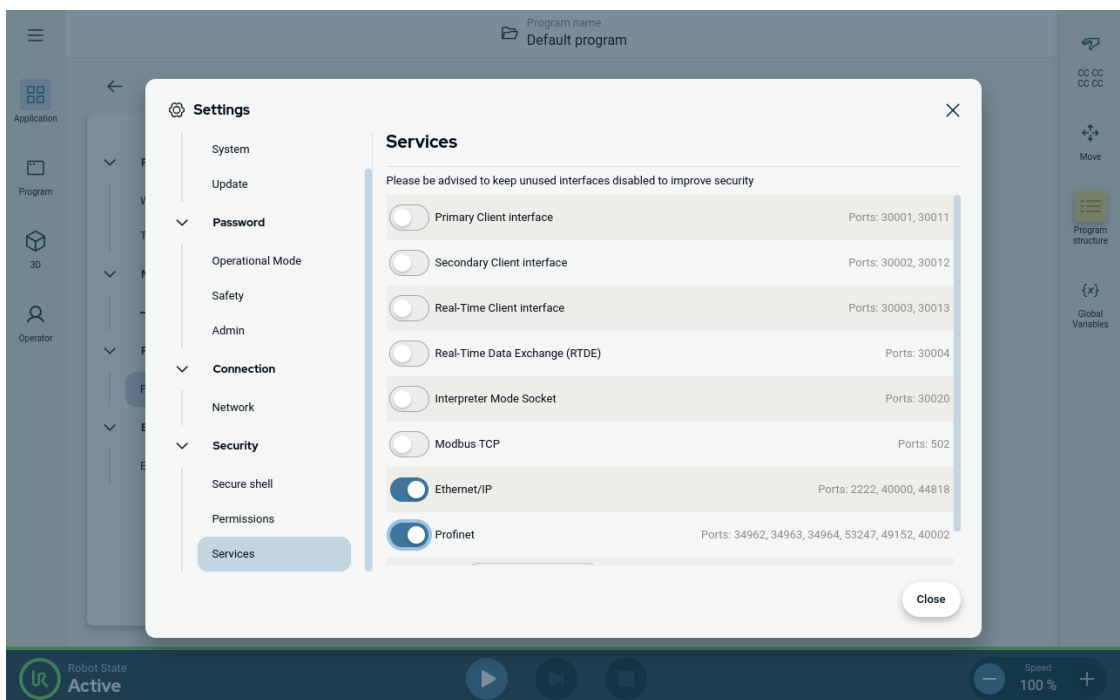 Program name
Default program
CC CC
CC CC
Application
Move
Program
Program
structure
3D
{x}
Global
Variables
Operator
Settings
System
Update
Password
Operational Mode
Safety
Admin
Connection
Network
Security
Secure shell
Permissions
Services
Services
Please be advised to keep unused interfaces disabled to improve security
Primary Client interface Ports: 30001, 30011
Secondary Client interface Ports: 30002, 30012
Real-Time Client interface Ports: 30003, 30013
Real-Time Data Exchange (RTDE) Ports: 30004
Interpreter Mode Socket Ports: 30020
Modbus TCP Ports: 502
Ethernet/IP Ports: 2222, 40000, 44818
Profinet Ports: 34962, 34963, 34964, 53247, 49152, 40002
Close
Robot State
Active
Speed
100 %